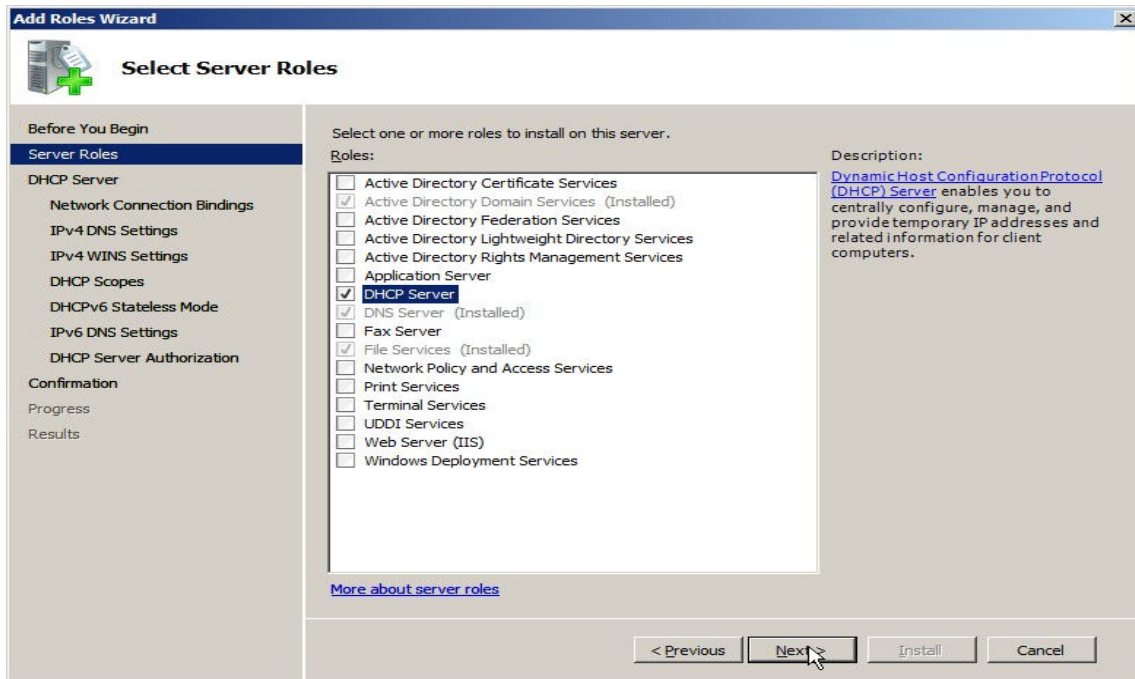 Add Roles Wizard
Select Server Roles
Before You Begin
Server Roles
DHCP Server
Network Connection Bindings
IPv4 DNS Settings
IPv4 WINS Settings
DHCP Scopes
DHCPv6 Stateless Mode
IPv6 DNS Settings
DHCP Server Authorization
Confirmation
Progress
Results
Select one or more roles to install on this server.
Roles:
Active Directory Certificate Services
Active Directory Domain Services (Installed)
Active Directory Federation Services
Active Directory Lightweight Directory Services
Active Directory Rights Management Services
Application Server
DHCP Server
DNS Server (Installed)
Fax Server
File Services (Installed)
Network Policy and Access Services
Print Services
Terminal Services
UDDI Services
Web Server (IIS)
Windows Deployment Services
More about server roles
Description:
Dynamic Host Configuration Protocol
(DHCP) Server enables you to
centrally configure, manage, and
provide temporary IP addresses and
related information for client
computers.
< Previous
Next >
Install
Cancel